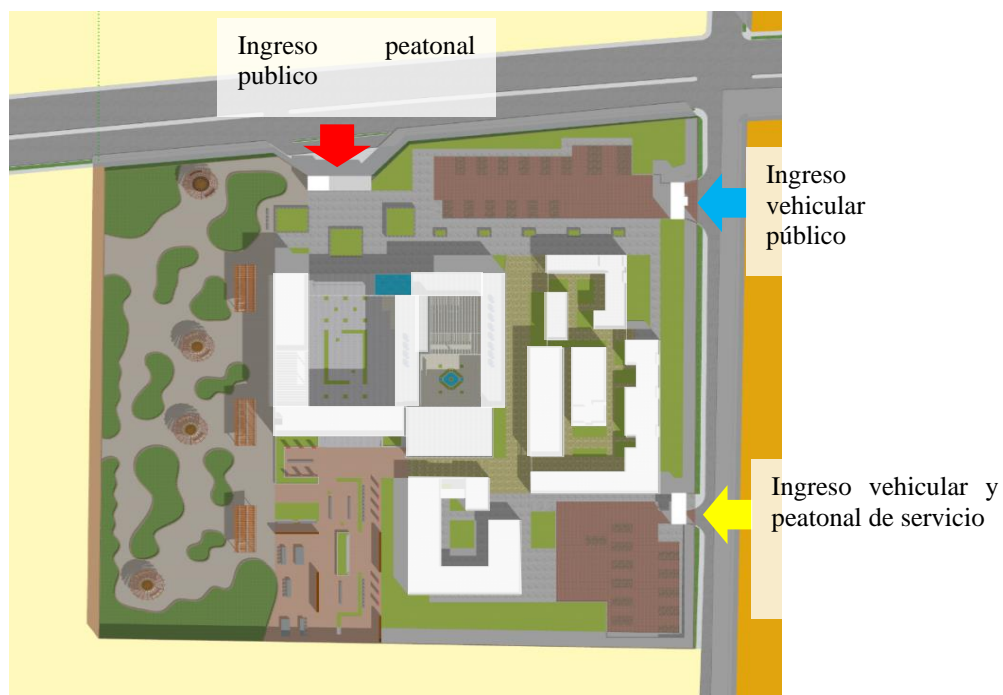 Ingreso peatonal
publico
Ingreso
vehicular
público
Ingreso vehicular y
peatonal de servicio